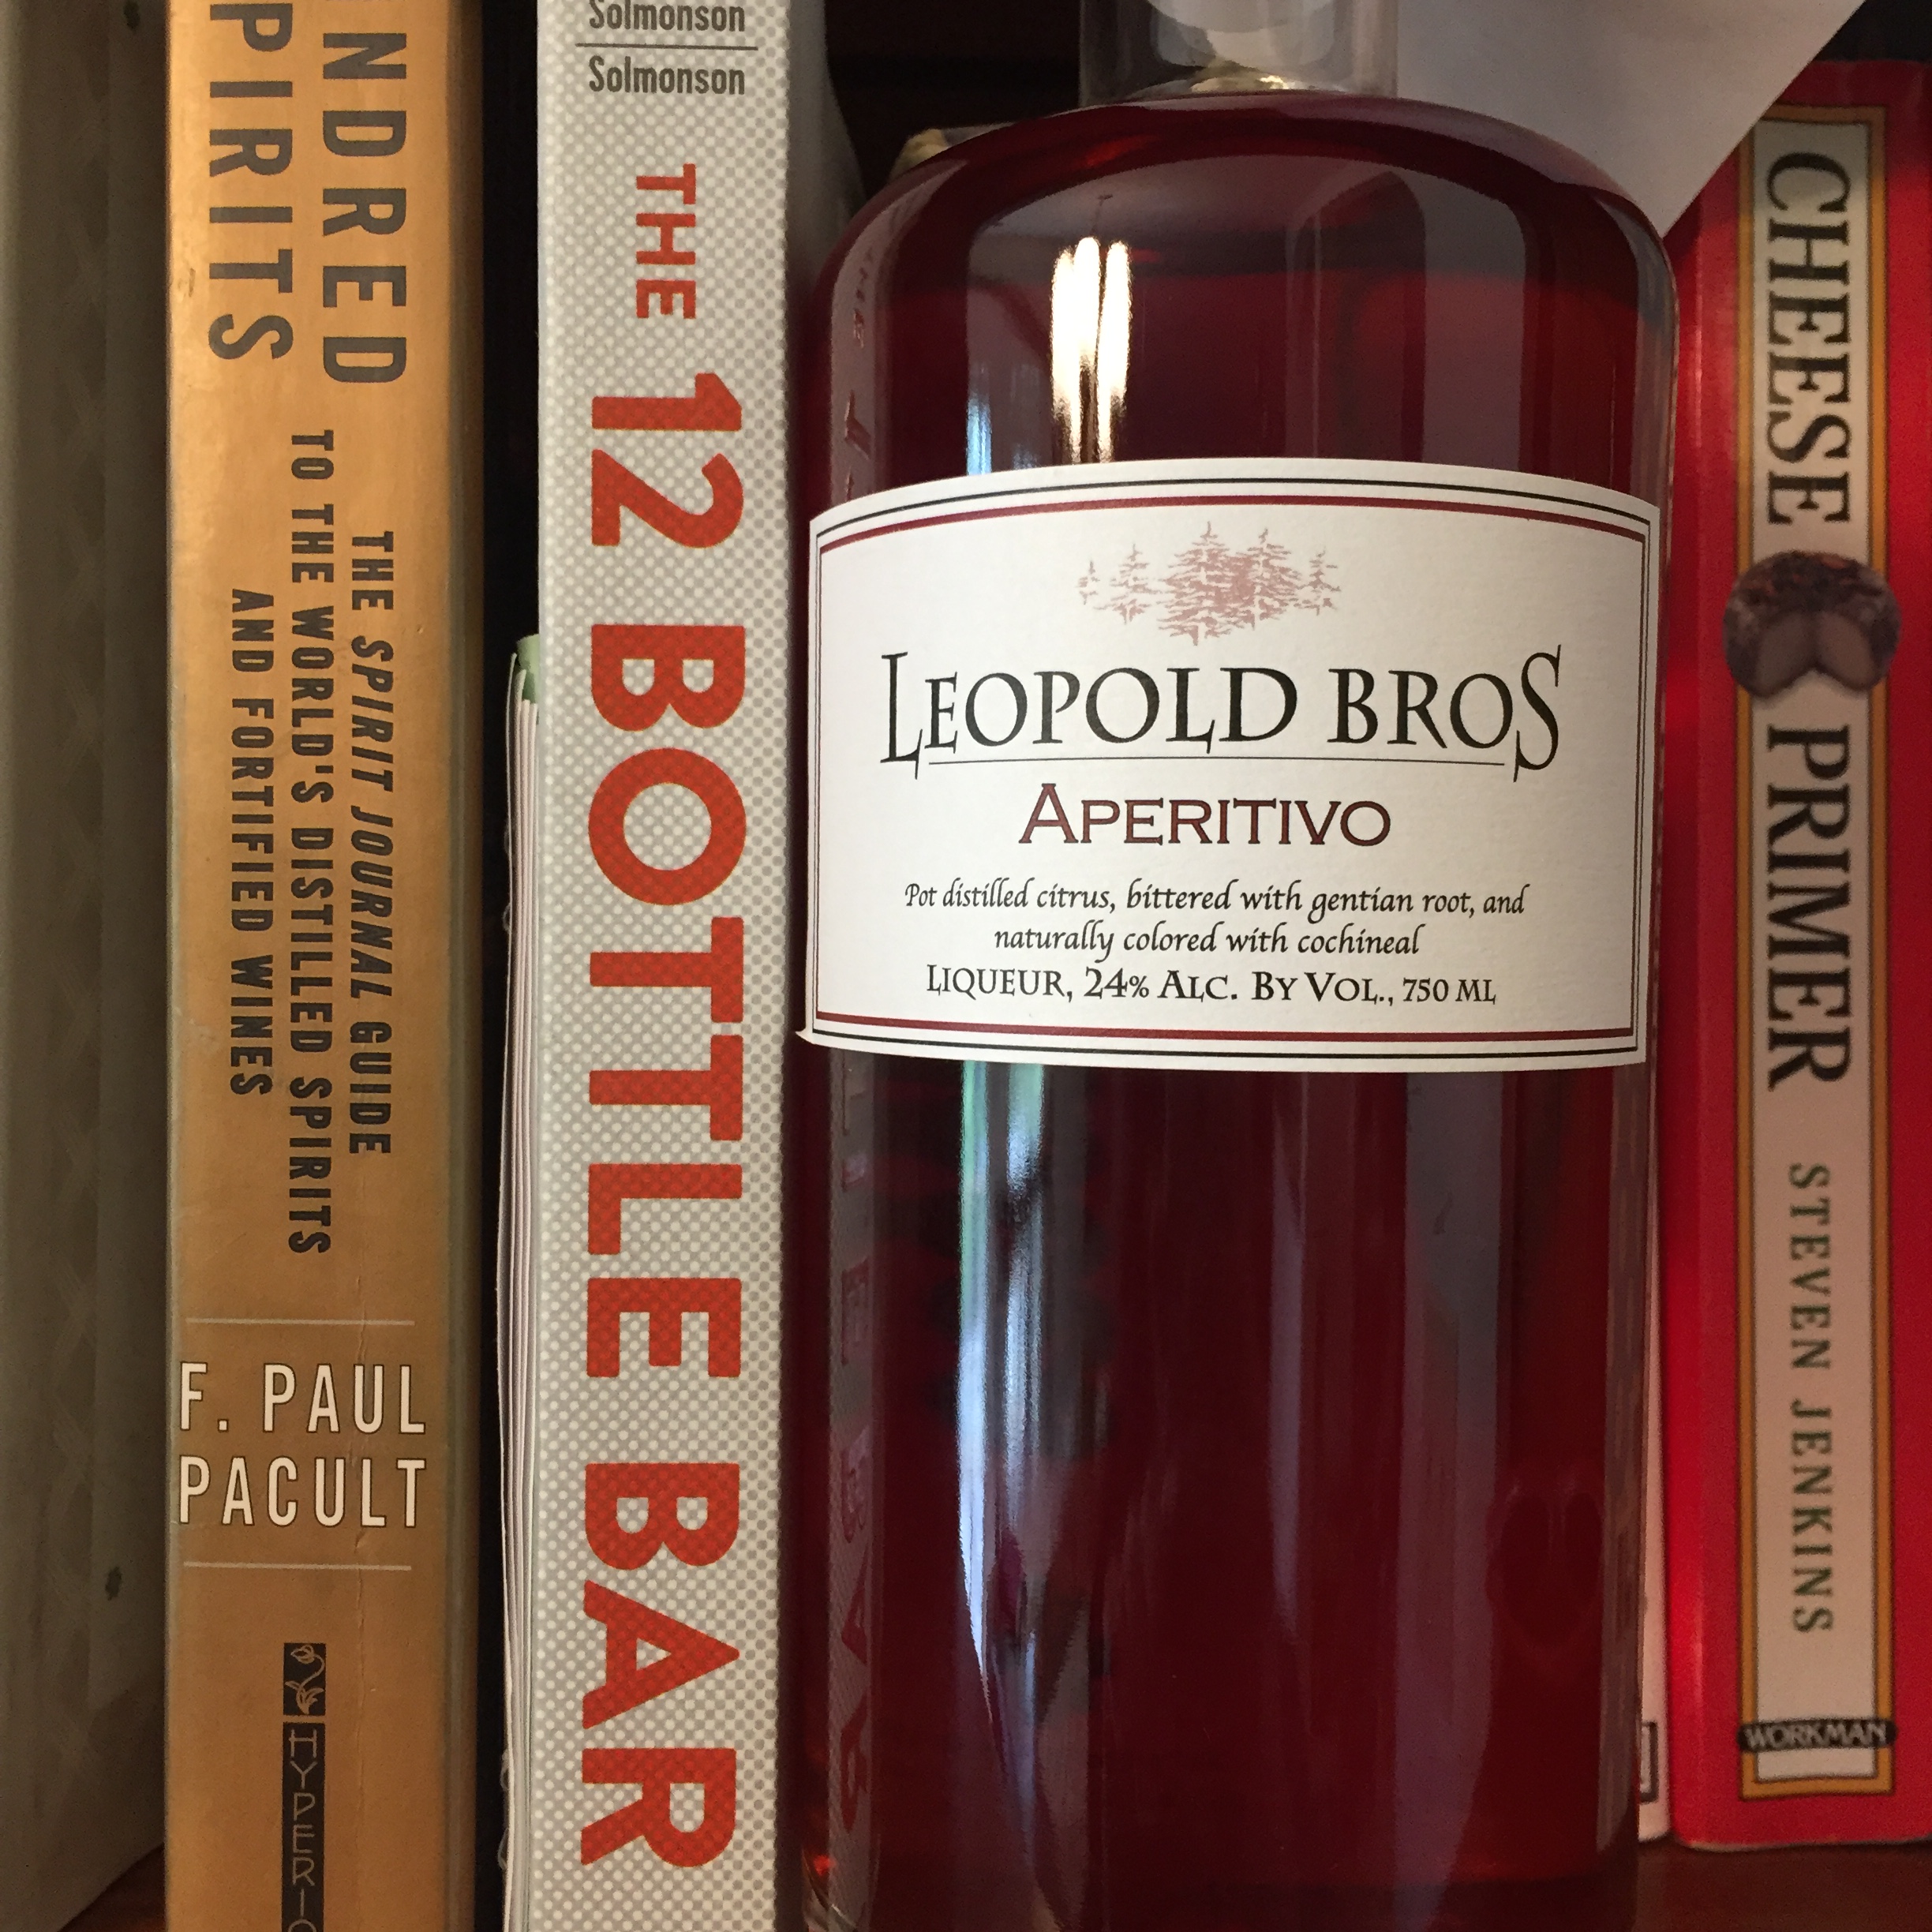 NDRED
PIRITS
THE SPIRIT JOURNAL GUIDE
TO THE WORLD'S DISTILLED SPIRITS
AND FORTIFIED WINES
F. PAUL
PACULT
HYPERIO
Solmonson
Solmonson
THE 12 BOTTLE BAR
LEOPOLD BROS
APERITIVO
Pot distilled citrus, bittered with gentian root, and
naturally colored with cochineal
LIQUEUR, 24% ALC. BY VOL., 750 ML
CHEESE PRIMER
STEVEN JENKINS
WORKMAN